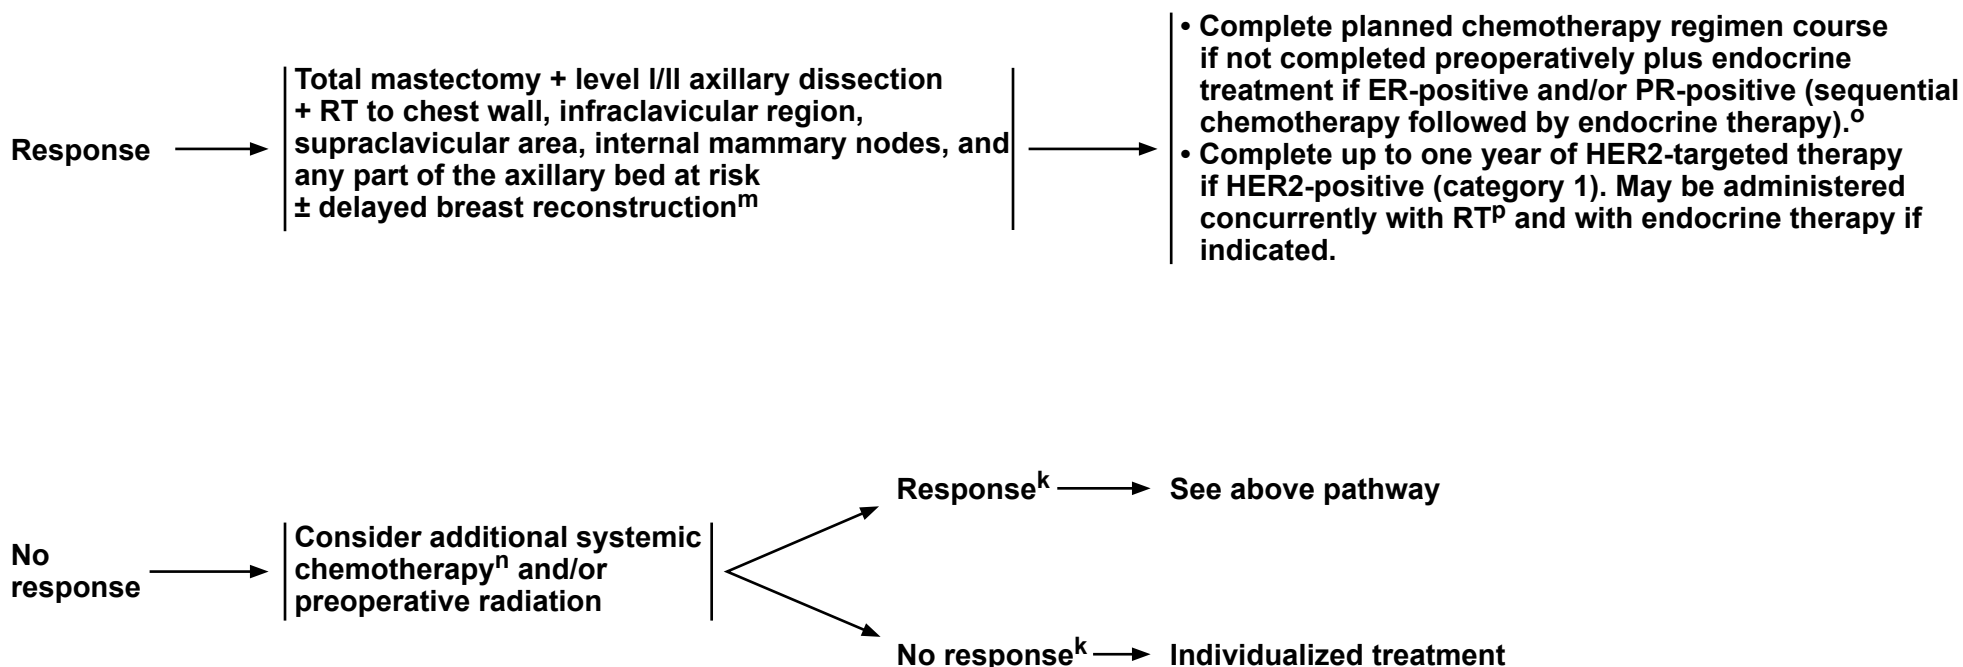 Response
Total mastectomy + level I/II axillary dissection
+ RT to chest wall, infraclavicular region,
supraclavicular area, internal mammary nodes, and
any part of the axillary bed at risk
± delayed breast reconstructionᵐ
• Complete planned chemotherapy regimen course
if not completed preoperatively plus endocrine
treatment if ER-positive and/or PR-positive (sequential
chemotherapy followed by endocrine therapy).ᵒ
• Complete up to one year of HER2-targeted therapy
if HER2-positive (category 1). May be administered
concurrently with RTᵖ and with endocrine therapy if
indicated.
No
response
Consider additional systemic
chemotherapyⁿ and/or
preoperative radiation
Responseᵏ
See above pathway
No responseᵏ
Individualized treatment